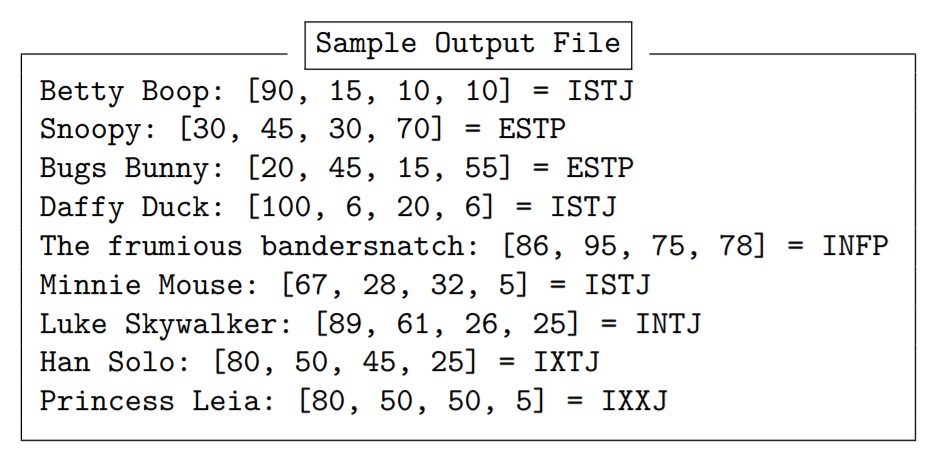 Sample Output File
Betty Boop: [90, 15, 10, 10] = ISTJ
Snoopy: [30, 45, 30, 70] = ESTP
Bugs Bunny: [20, 45, 15, 55] = ESTP
Daffy Duck: [100, 6, 20, 6] = ISTJ
The frumious bandersnatch: [86, 95, 75, 78] = INFP
Minnie Mouse: [67, 28, 32, 5] = ISTJ
Luke Skywalker: [89, 61, 26, 25] = INTJ
Han Solo: [80, 50, 45, 25] = IXTJ
Princess Leia: [80, 50, 50, 5] = IXXJ